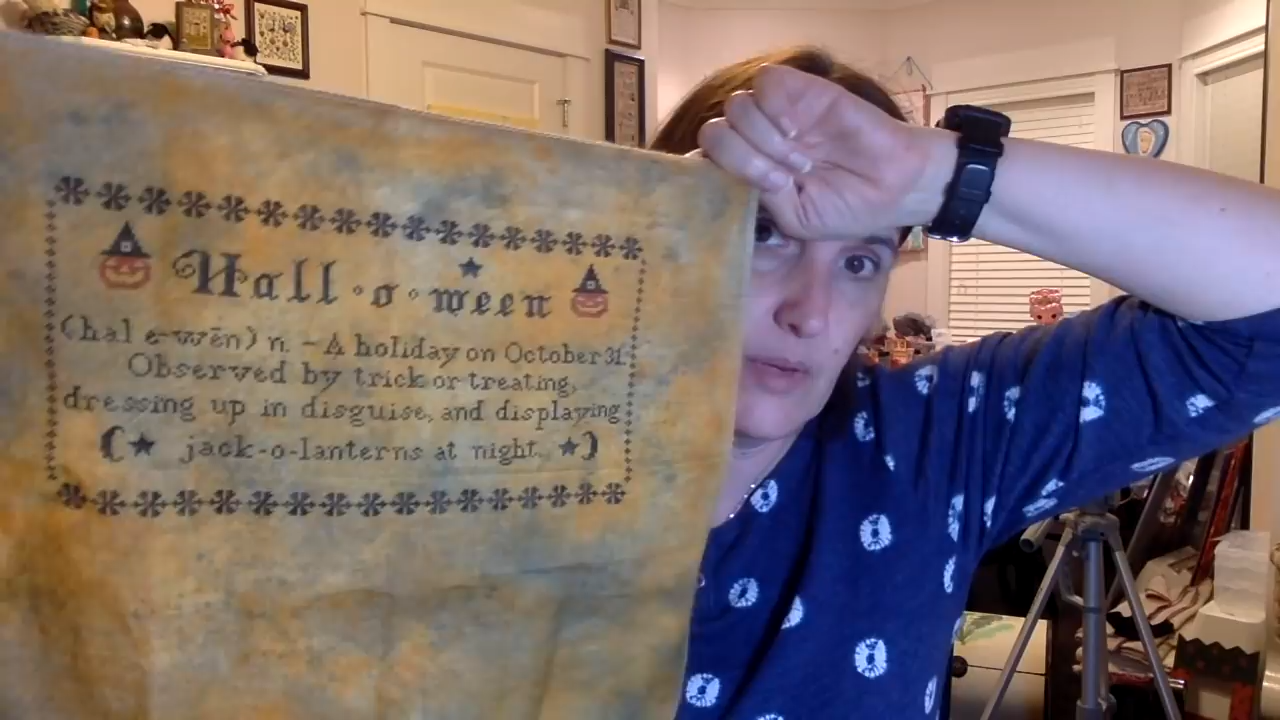 Hall·o·ween
(hal e-wēn) n. - A holiday on October 31.
Observed by trick or treating,
dressing up in disguise, and displaying
jack-o-lanterns at night.